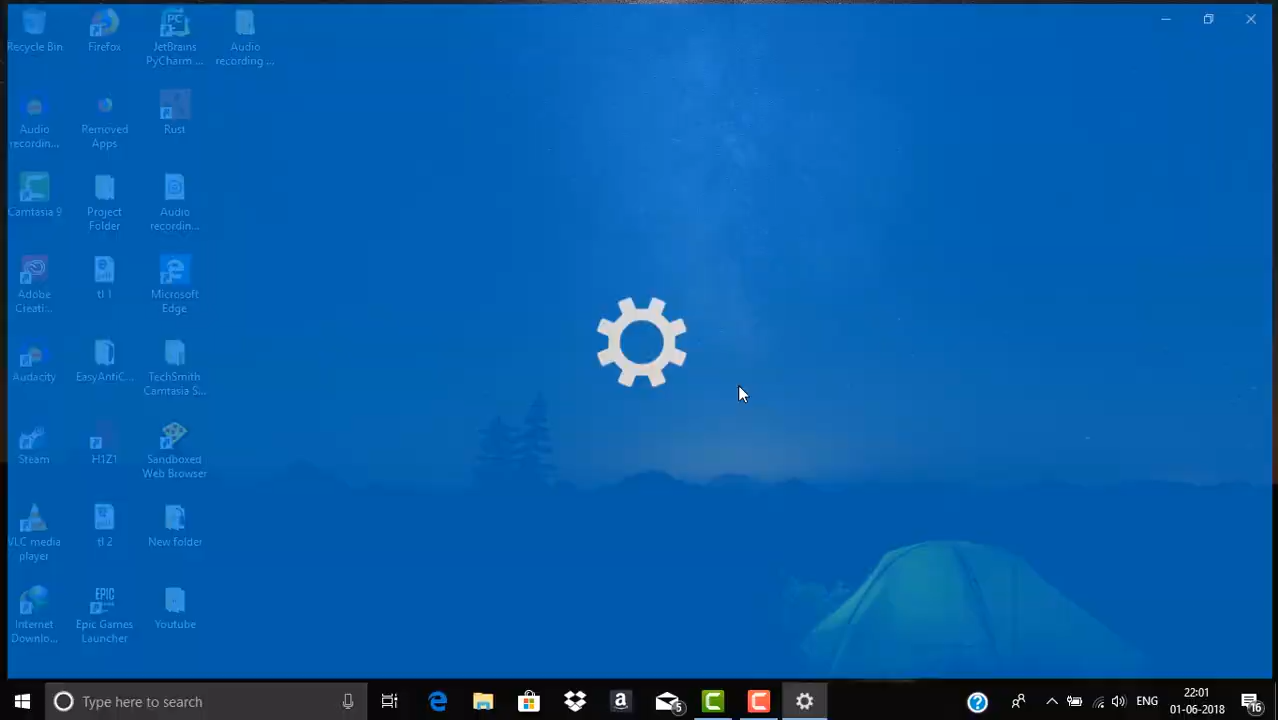 Recycle Bin
Firefox
JetBrains
PyCharm ...
Audio
recording ...
Audio
recordin...
Removed
Apps
Rust
Camtasia 9
Project
Folder
Audio
recordin...
Adobe
Creati...
tl 1
Microsoft
Edge
Audacity
EasyAntiC...
TechSmith
Camtasia S...
Steam
H1Z1
Sandboxed
Web Browser
VLC media
player
tl 2
New folder
Internet
Downlo...
EPIC
Epic Games
Launcher
Youtube
Type here to search
5
ENG
22:01
01-06-2018
16